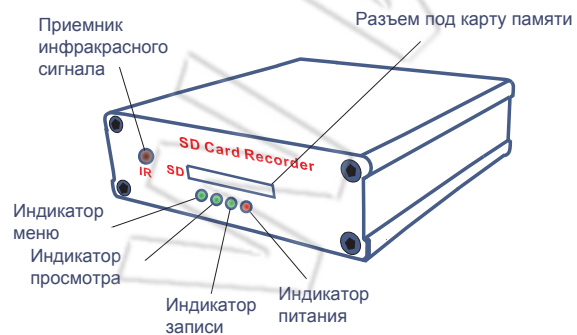 Приемник
инфракрасного
сигнала
Разъем под карту памяти
SD Card Recorder
IR
SD
Индикатор
меню
Индикатор
просмотра
Индикатор
записи
Индикатор
питания